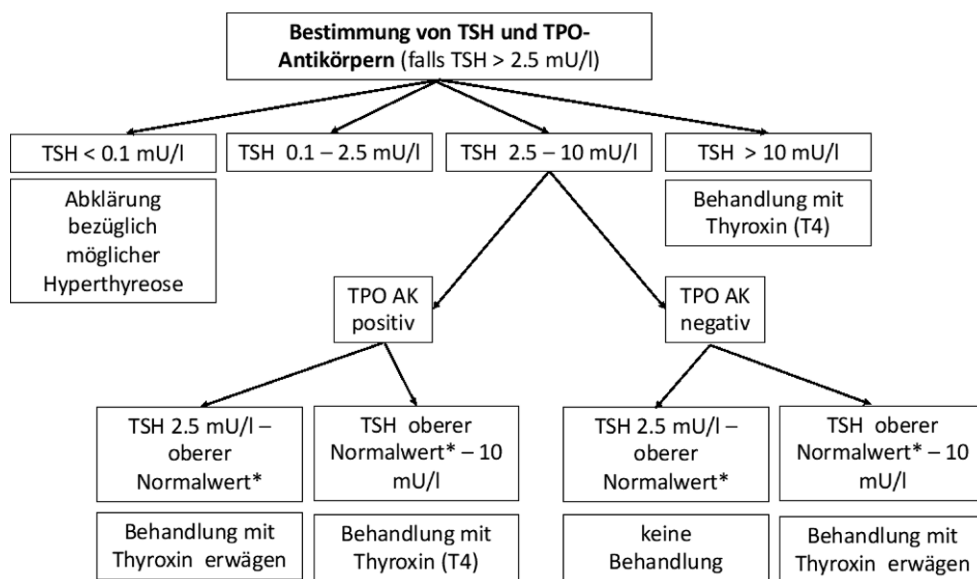 Bestimmung von TSH und TPO-
Antikörpern (falls TSH > 2.5 mU/l)
TSH < 0.1 mU/l
TSH 0.1 – 2.5 mU/l
TSH 2.5 – 10 mU/l
TSH > 10 mU/l
Abklärung
bezüglich
möglicher
Hyperthyreose
Behandlung mit
Thyroxin (T4)
TPO AK
positiv
TPO AK
negativ
TSH 2.5 mU/l –
oberer
Normalwert*
TSH oberer
Normalwert* – 10
mU/l
TSH 2.5 mU/l –
oberer
Normalwert*
TSH oberer
Normalwert* – 10
mU/l
Behandlung mit
Thyroxin erwägen
Behandlung mit
Thyroxin (T4)
keine
Behandlung
Behandlung mit
Thyroxin erwägen